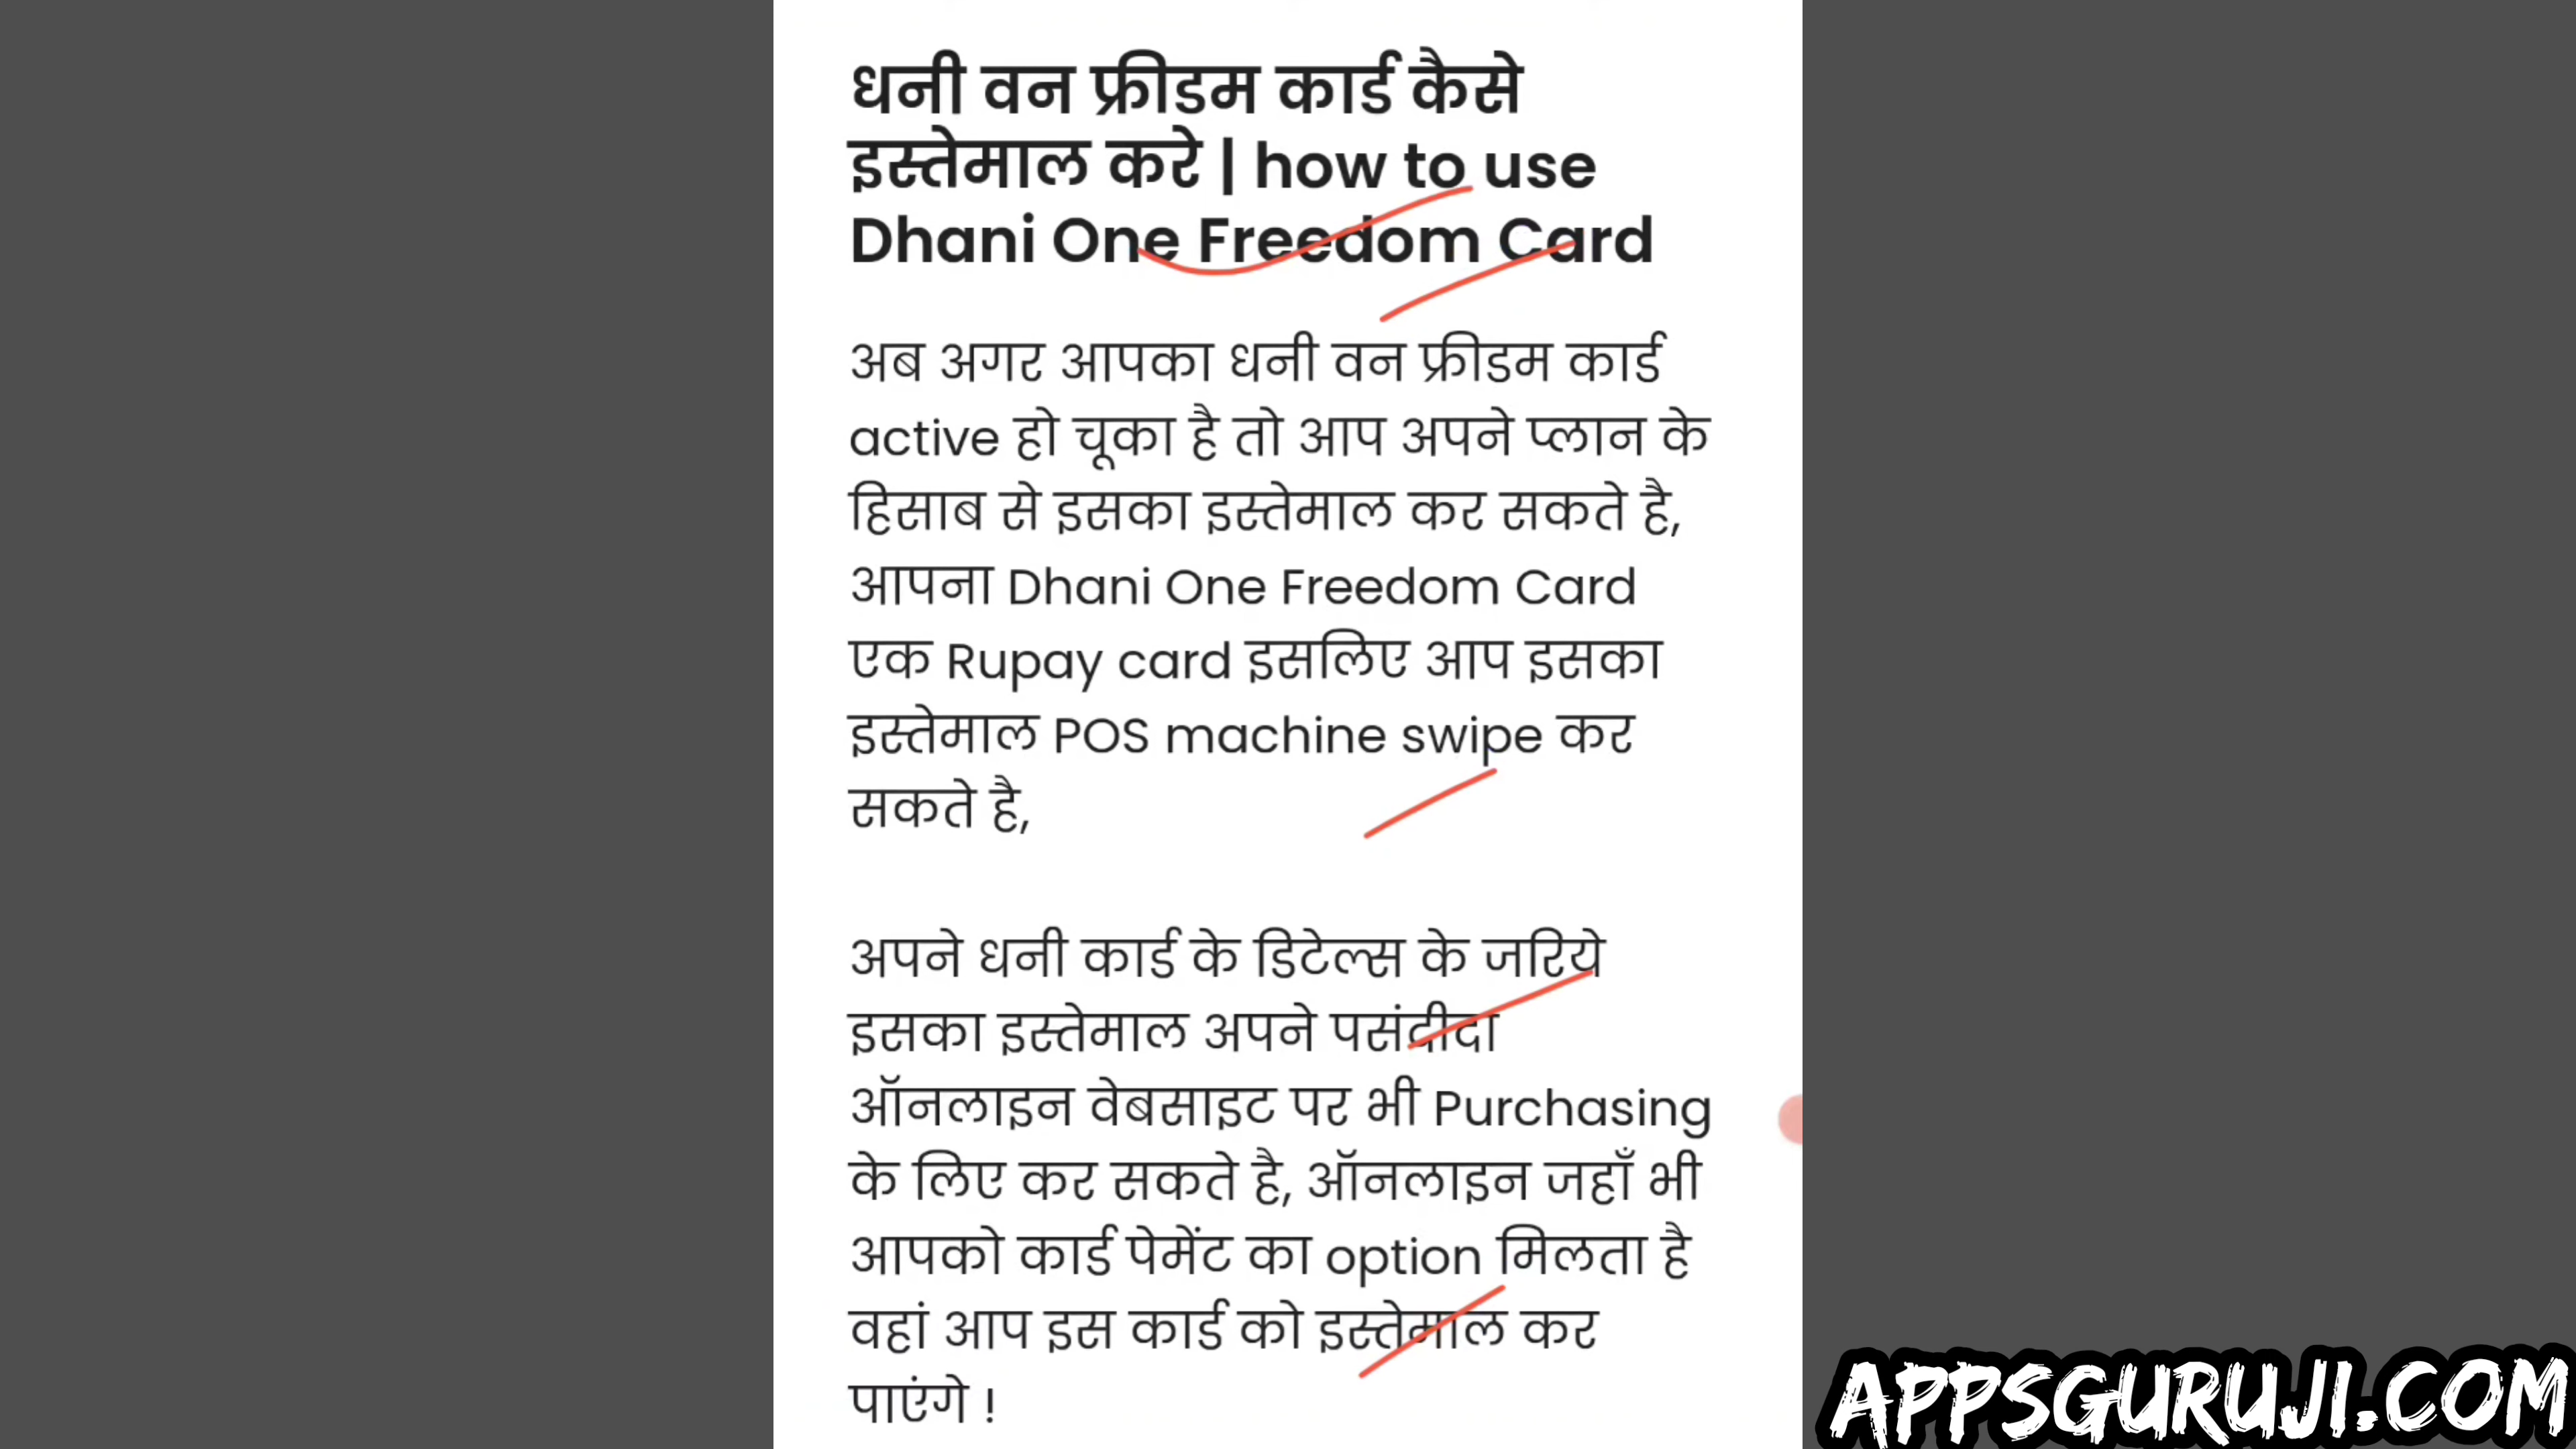 धनी वन फ्रीडम कार्ड कैसे
इस्तेमाल करे | how to use
Dhani One Freedom Card
अब अगर आपका धनी वन फ्रीडम कार्ड
active हो चूका है तो आप अपने प्लान के
हिसाब से इसका इस्तेमाल कर सकते है,
आपना Dhani One Freedom Card
एक Rupay card इसलिए आप इसका
इस्तेमाल POS machine swipe कर
सकते है,
अपने धनी कार्ड के डिटेल्स के जरिये
इसका इस्तेमाल अपने पसंदीदा
ऑनलाइन वेबसाइट पर भी Purchasing
के लिए कर सकते है, ऑनलाइन जहाँ भी
आपको कार्ड पेमेंट का option मिलता है
वहां आप इस कार्ड को इस्तेमाल कर
पाएंगे !
APPSGURUJI.COM